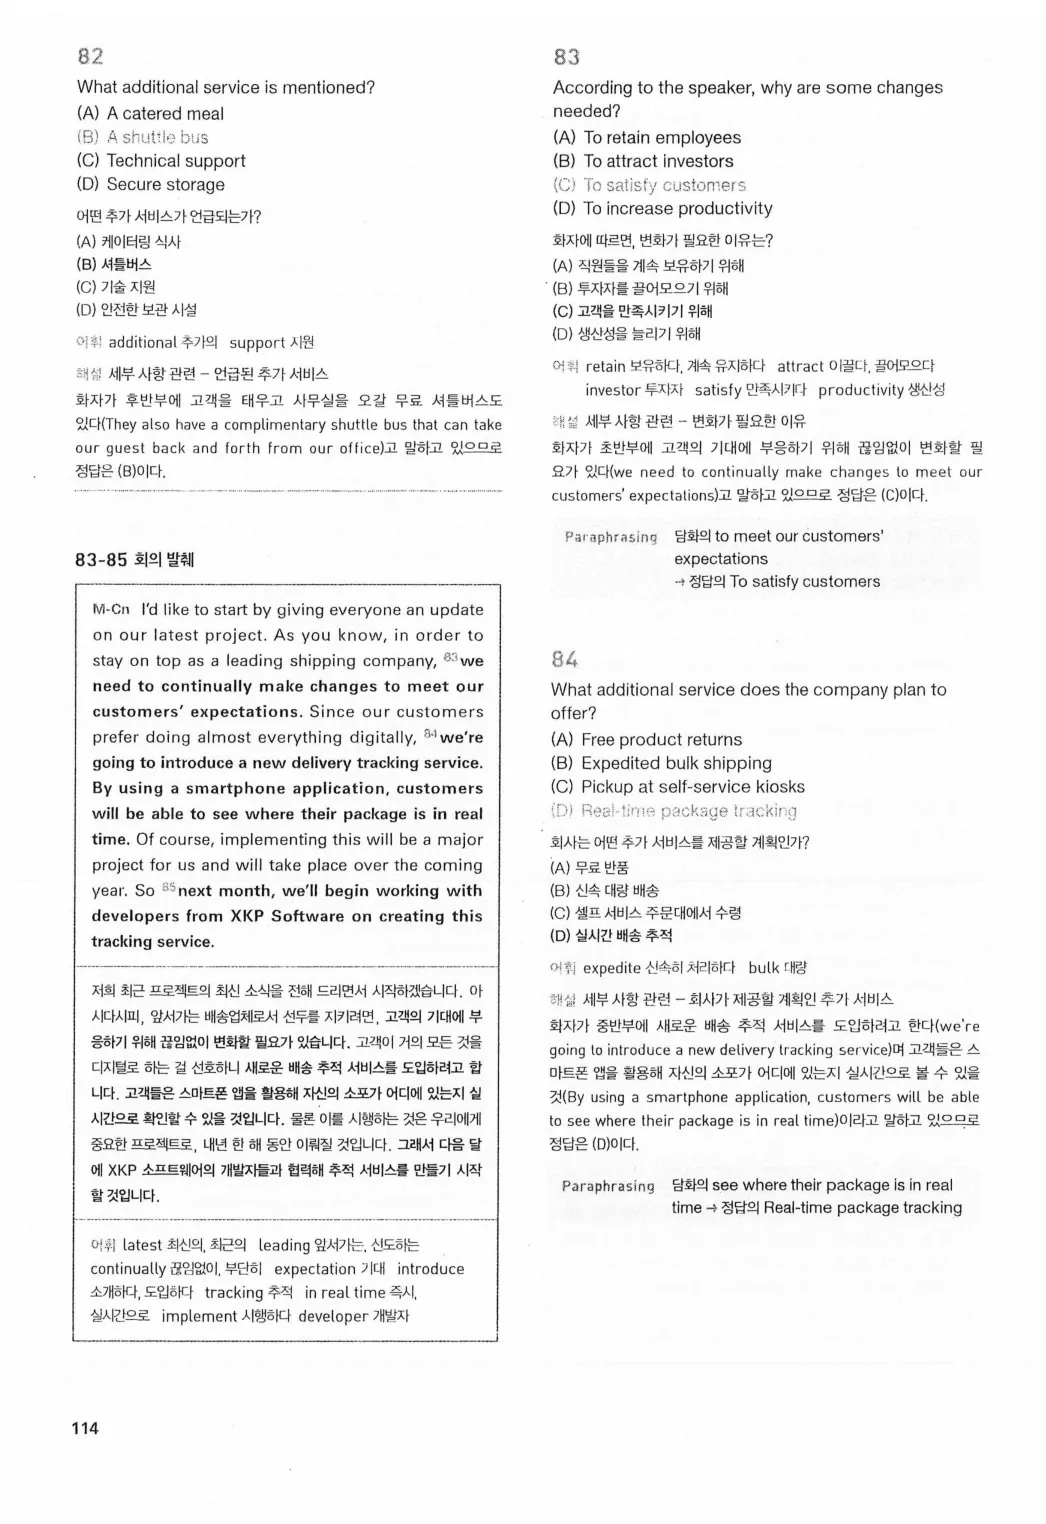 82
What additional service is mentioned?
(A) A catered meal
(B) A shuttle bus
(C) Technical support
(D) Secure storage
어떤 추가 서비스가 언급되는가?
(A) 케이터링 식사
(B) 셔틀버스
(C) 기술 지원
(D) 안전한 보관 시설
어휘 additional 추가의 support 지원
해설 세부 사항 관련 – 언급된 추가 서비스
화자가 후반부에 고객을 태우고 사무실을 오갈 무료 셔틀버스도
있다(They also have a complimentary shuttle bus that can take
our guest back and forth from our office)고 말하고 있으므로
정답은 (B)이다.
83-85 회의 발췌
M-Cn I'd like to start by giving everyone an update
on our latest project. As you know, in order to
stay on top as a leading shipping company, 83we
need to continually make changes to meet our
customers' expectations. Since our customers
prefer doing almost everything digitally, 84we're
going to introduce a new delivery tracking service.
By using a smartphone application, customers
will be able to see where their package is in real
time. Of course, implementing this will be a major
project for us and will take place over the coming
year. So 85next month, we'll begin working with
developers from XKP Software on creating this
tracking service.
저희 최근 프로젝트의 최신 소식을 전해 드리면서 시작하겠습니다. 아
시다시피, 앞서가는 배송업체로서 선두를 지키려면, 고객의 기대에 부
응하기 위해 끊임없이 변화할 필요가 있습니다. 고객이 거의 모든 것을
디지털로 하는 걸 선호하니 새로운 배송 추적 서비스를 도입하려고 합
니다. 고객들은 스마트폰 앱을 활용해 자신의 소포가 어디에 있는지 실
시간으로 확인할 수 있을 것입니다. 물론 이를 시행하는 것은 우리에게
중요한 프로젝트로, 내년 한 해 동안 이뤄질 것입니다. 그래서 다음 달
에 XKP 소프트웨어의 개발자들과 협력해 추적 서비스를 만들기 시작
할 것입니다.
어휘 latest 최신의, 최근의 leading 앞서가는, 선도하는
continually 끊임없이, 부단히 expectation 기대 introduce
소개하다, 도입하다 tracking 추적 in real time 즉시,
실시간으로 implement 시행하다 developer 개발자
114
83
According to the speaker, why are some changes
needed?
(A) To retain employees
(B) To attract investors
(C) To satisfy customers
(D) To increase productivity
화자에 따르면, 변화가 필요한 이유는?
(A) 직원들을 계속 보유하기 위해
(B) 투자자를 끌어모으기 위해
(C) 고객을 만족시키기 위해
(D) 생산성을 늘리기 위해
어휘 retain 보유하다, 계속 유지하다 attract 이끌다, 끌어모으다
investor 투자자 satisfy 만족시키다 productivity 생산성
해설 세부 사항 관련 – 변화가 필요한 이유
화자가 초반부에 고객의 기대에 부응하기 위해 끊임없이 변화할 필
요가 있다(we need to continually make changes to meet our
customers' expectations)고 말하고 있으므로 정답은 (C)이다.
Paraphrasing 담화의 to meet our customers'
expectations
→ 정답의 To satisfy customers
84
What additional service does the company plan to
offer?
(A) Free product returns
(B) Expedited bulk shipping
(C) Pickup at self-service kiosks
(D) Real-time package tracking
회사는 어떤 추가 서비스를 제공할 계획인가?
(A) 무료 반품
(B) 신속 대량 배송
(C) 셀프 서비스 주문대에서 수령
(D) 실시간 배송 추적
어휘 expedite 신속히 처리하다 bulk 대량
해설 세부 사항 관련 – 회사가 제공할 계획인 추가 서비스
화자가 중반부에 새로운 배송 추적 서비스를 도입하려고 한다(we're
going to introduce a new delivery tracking service)며 고객들은 스
마트폰 앱을 활용해 자신의 소포가 어디에 있는지 실시간으로 볼 수 있을
것(By using a smartphone application, customers will be able
to see where their package is in real time)이라고 말하고 있으므로
정답은 (D)이다.
Paraphrasing 담화의 see where their package is in real
time → 정답의 Real-time package tracking